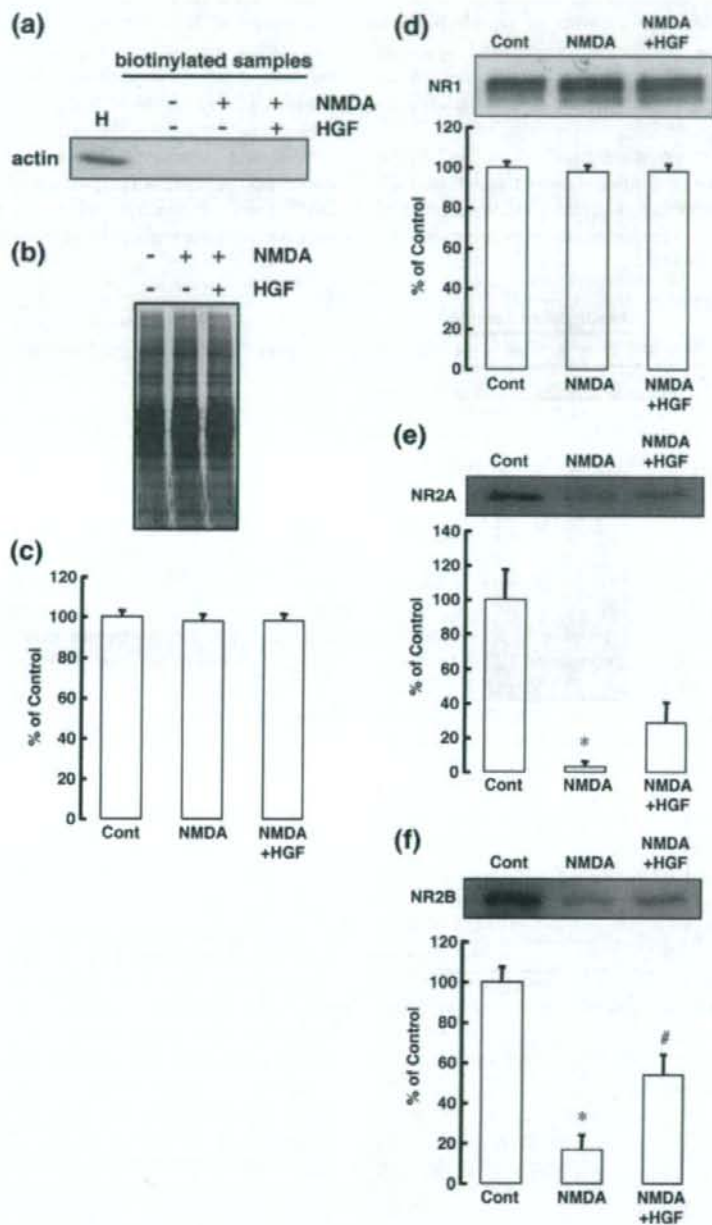 (a)
biotinylated samples
- + + NMDA
H - - + HGF
actin
(b)
- + + NMDA
- - + HGF
(c)
120
100
80
60
40
20
0
% of Control
Cont NMDA NMDA
+HGF
(d)
Cont NMDA NMDA
+HGF
NR1
120
100
80
60
40
20
0
% of Control
Cont NMDA NMDA
+HGF
(e)
Cont NMDA NMDA
+HGF
NR2A
140
120
100
80
60
40
20
0
% of Control
*
Cont NMDA NMDA
+HGF
(f)
Cont NMDA NMDA
+HGF
NR2B
120
100
80
60
40
20
0
% of Control
*
#
Cont NMDA NMDA
+HGF